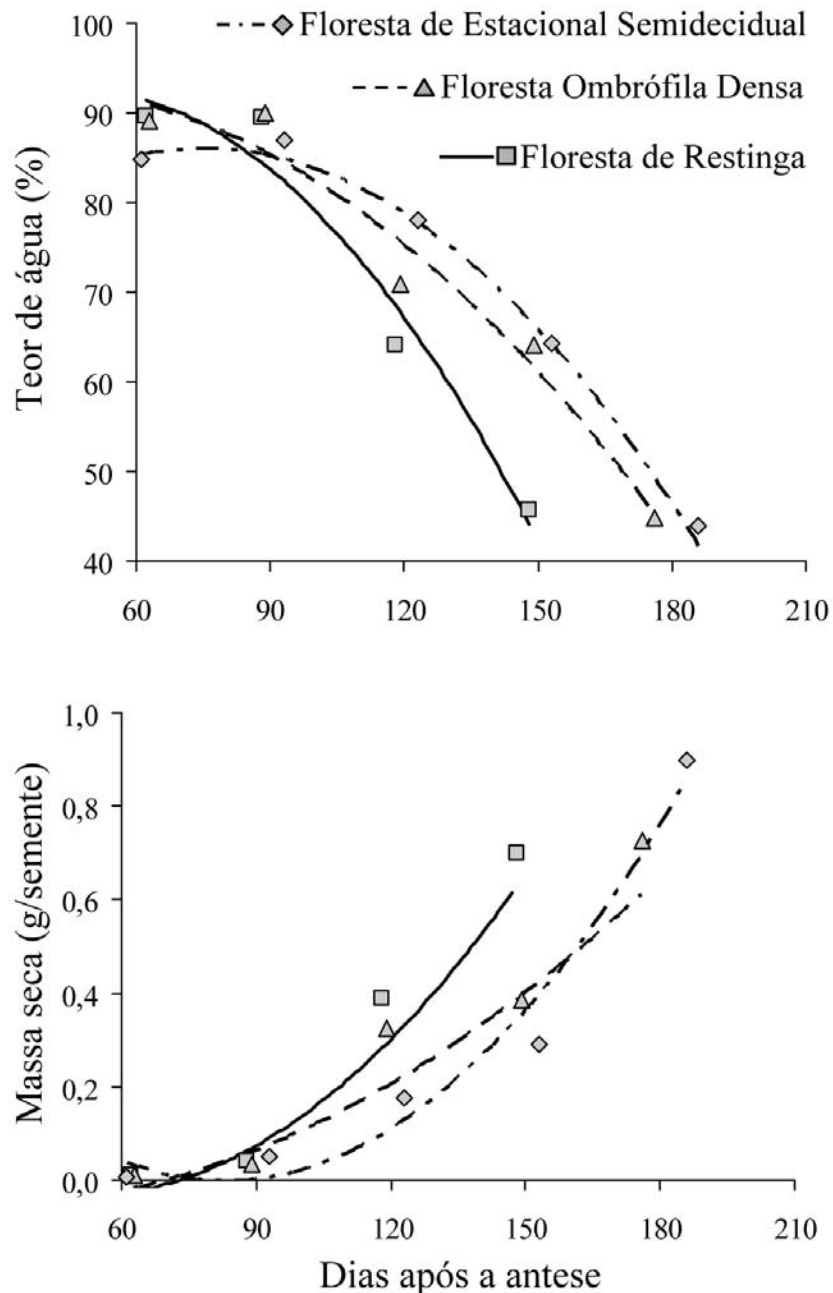 100
90
80
70
60
50
40
Teor de água (%)
Floresta de Estacional Semidecidual
Floresta Ombrófila Densa
Floresta de Restinga
60 90 120 150 180 210
1,0
0,8
0,6
0,4
0,2
0,0
Massa seca (g/semente)
60 90 120 150 180 210
Dias após a antese